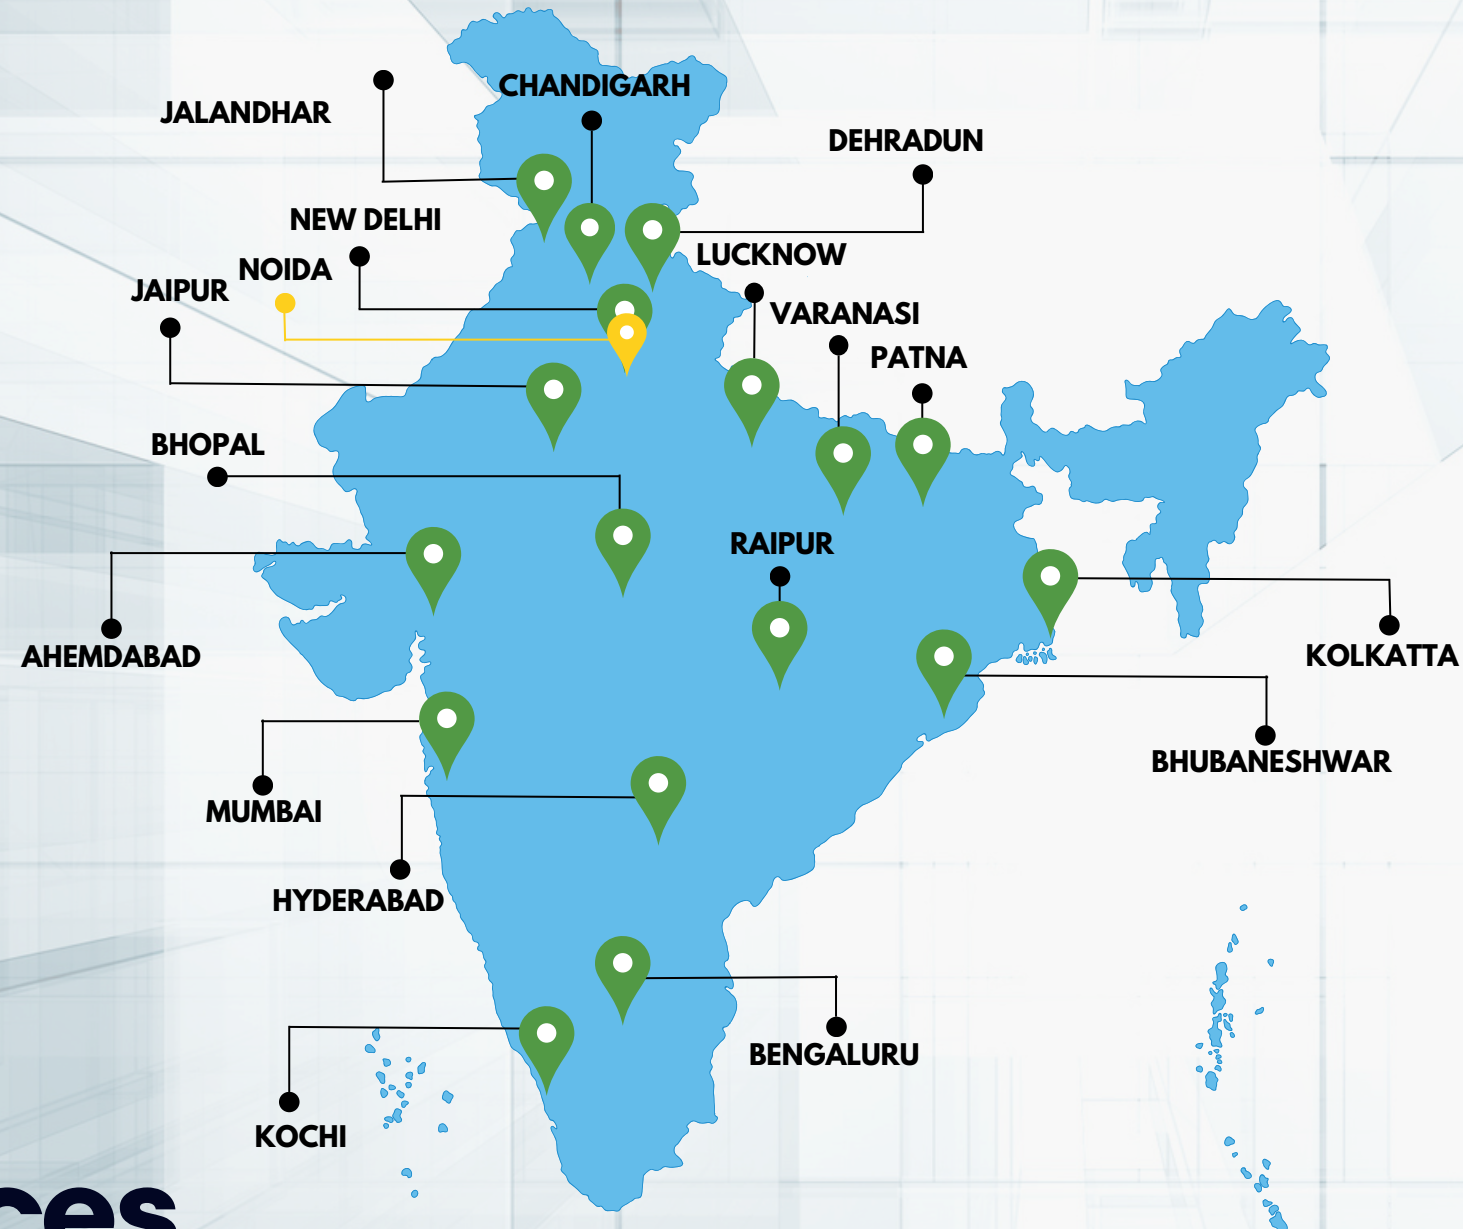 CHANDIGARH
JALANDHAR
DEHRADUN
NEW DELHI
LUCKNOW
NOIDA
JAIPUR
VARANASI
PATNA
BHOPAL
RAIPUR
AHEMDABAD
KOLKATTA
BHUBANESHWAR
MUMBAI
HYDERABAD
BENGALURU
KOCHI
ces